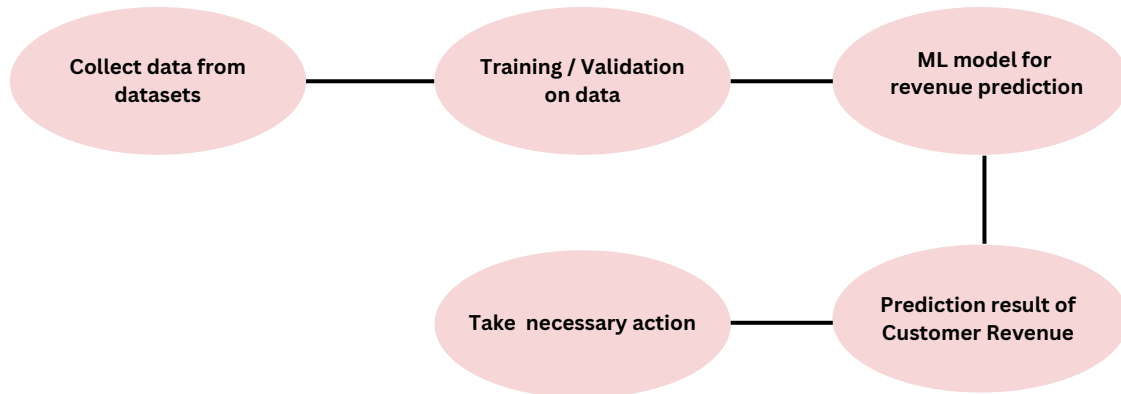 Collect data from
datasets
Training / Validation
on data
ML model for
revenue prediction
Prediction result of
Customer Revenue
Take necessary action